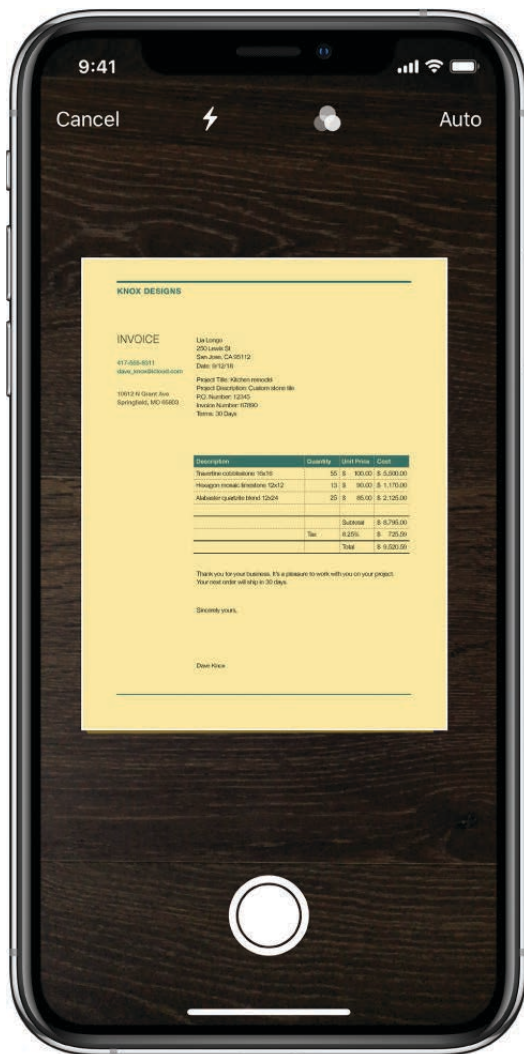 9:41
Cancel
Auto
KNOX DESIGNS
INVOICE
Lia Longo
250 Lewis St
San Jose, CA 95112
Date: 9/12/18
417-555-9311
dave_knox@icloud.com
Project Title: Kitchen remodel
Project Description: Custom stone tile
P.O. Number: 12345
Invoice Number: 67890
Terms: 30 Days
10612 N Grant Ave
Springfield, MO 65803
Description Quantity Unit Price Cost
Travertine cobblestone 16x16 55 $ 100.00 $ 5,500.00
Hexagon mosaic limestone 12x12 13 $ 90.00 $ 1,170.00
Alabaster quartzite blend 12x24 25 $ 85.00 $ 2,125.00
Subtotal $ 8,795.00
Tax 8.25% $ 725.59
Total $ 9,520.59
Thank you for your business. It's a pleasure to work with you on your project.
Your next order will ship in 30 days.
Sincerely yours,
Dave Knox